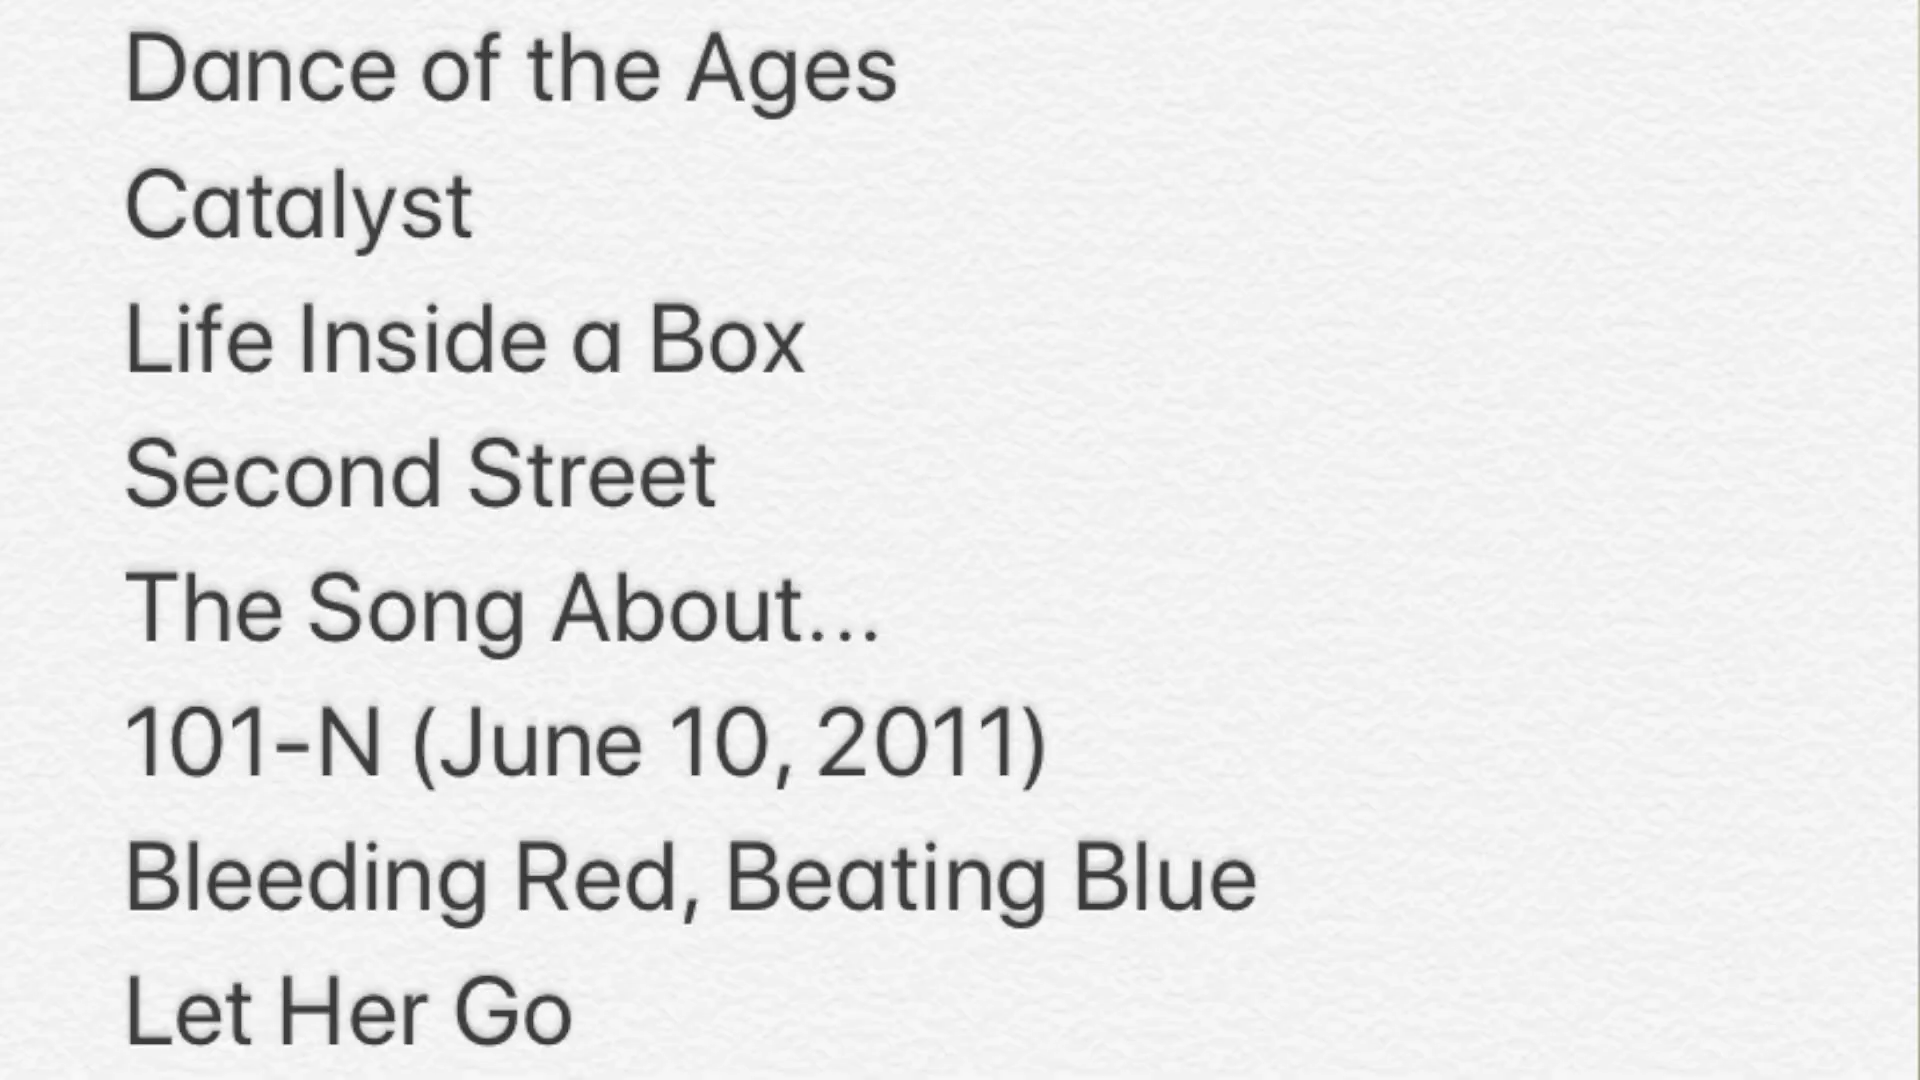 Dance of the Ages
Catalyst
Life Inside a Box
Second Street
The Song About...
101-N (June 10, 2011)
Bleeding Red, Beating Blue
Let Her Go